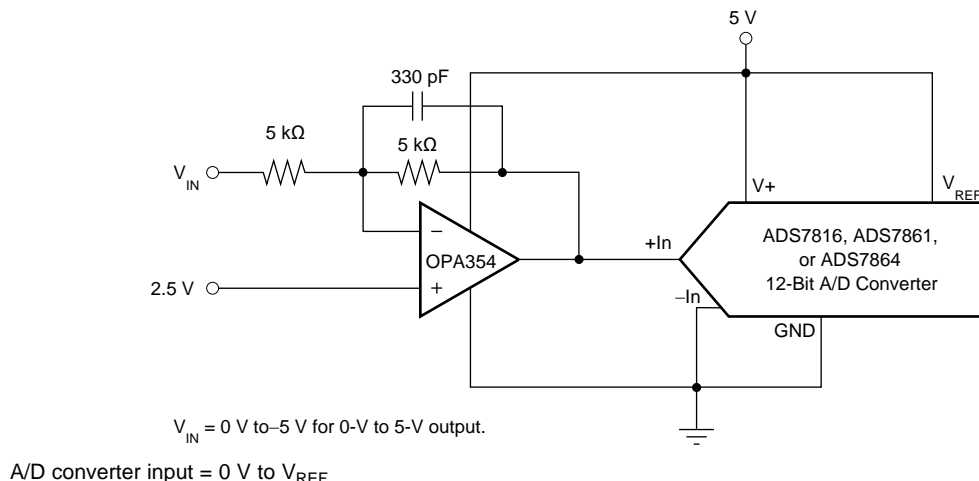 5 V
330 pF
5 kΩ
5 kΩ
V_IN
V+
V_REF
−
OPA354
+In
ADS7816, ADS7861,
or ADS7864
12-Bit A/D Converter
2.5 V
+
−In
GND
V_IN = 0 V to−5 V for 0-V to 5-V output.
A/D converter input = 0 V to V_REF